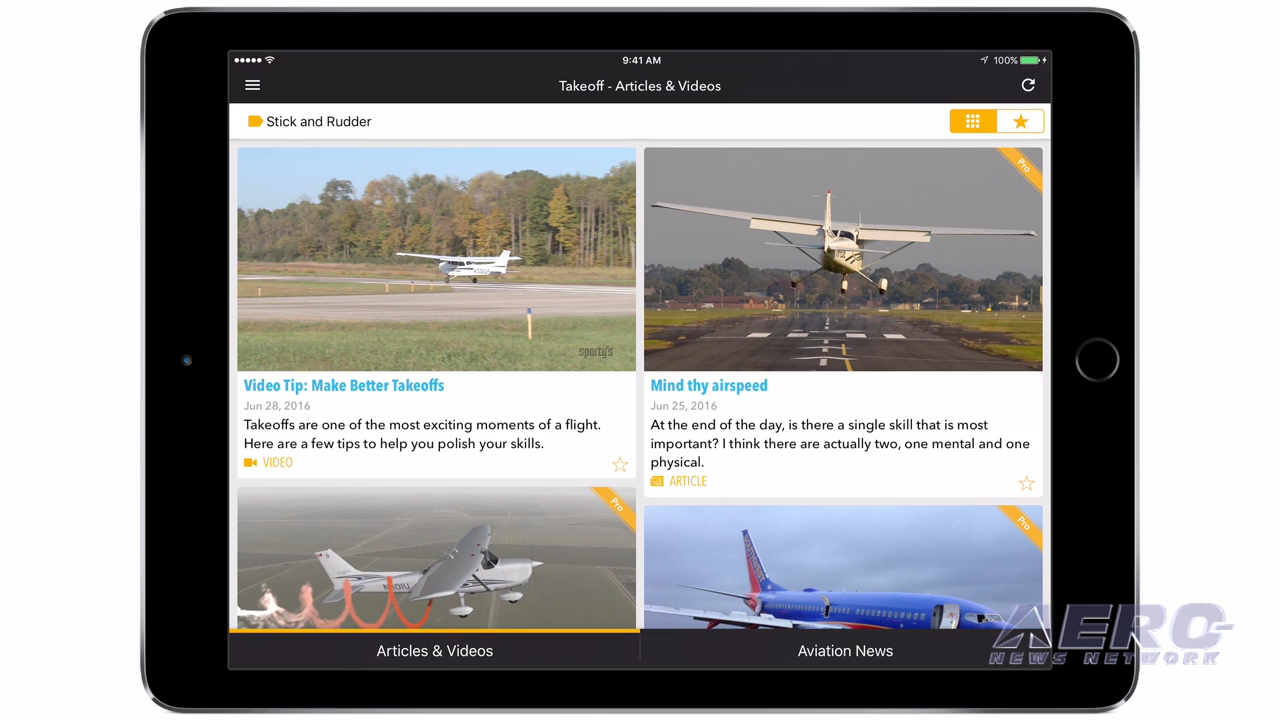 9:41 AM
100%
Takeoff - Articles & Videos
Stick and Rudder
Pro
sporty's
Video Tip: Make Better Takeoffs
Jun 28, 2016
Takeoffs are one of the most exciting moments of a flight.
Here are a few tips to help you polish your skills.
VIDEO
Mind thy airspeed
Jun 25, 2016
At the end of the day, is there a single skill that is most
important? I think there are actually two, one mental and one
physical.
ARTICLE
Pro
Pro
SOUTHWEST
Articles & Videos
Aviation News
AERO
NEWS NETWORK